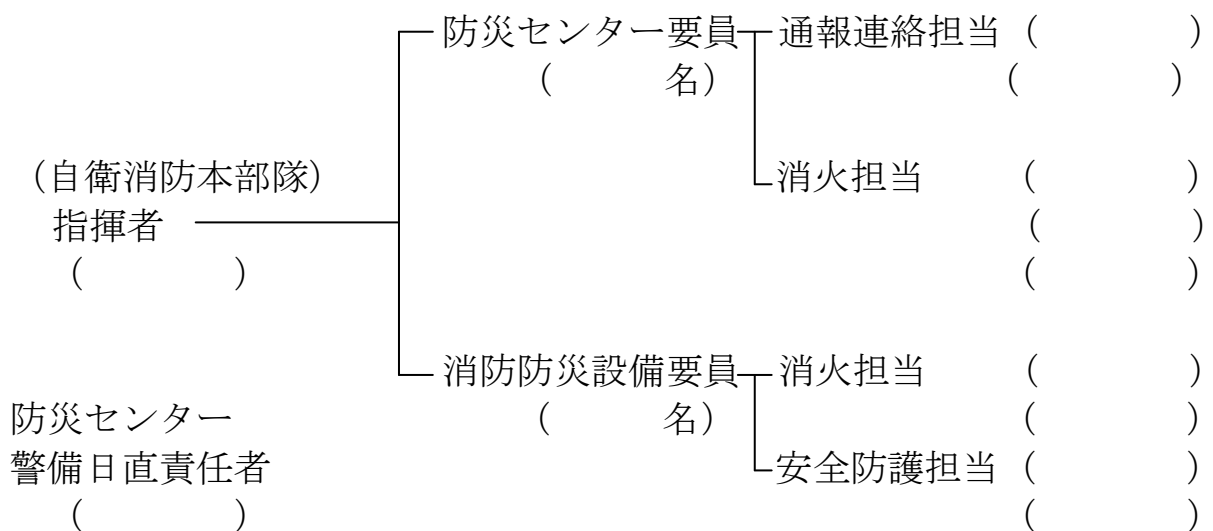 防災センター要員 通報連絡担当（　　　　）
（　　　名） （　　　　）
（自衛消防本部隊） 消火担当 （　　　　）
指揮者 （　　　　）
（　　　　） （　　　　）
消防防災設備要員 消火担当 （　　　　）
防災センター （　　　名） （　　　　）
警備日直責任者 安全防護担当（　　　　）
（　　　　） （　　　　）